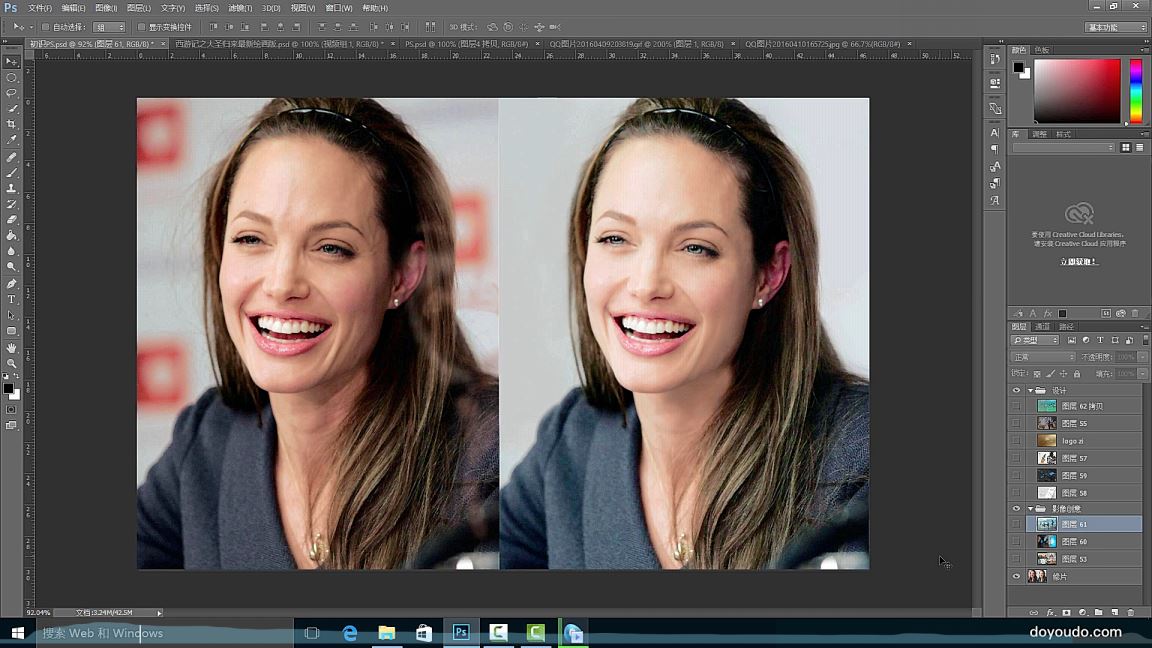 Ps 文件(F) 编辑(E) 图像(I) 图层(L) 文字(Y) 选择(S) 滤镜(T) 3D(D) 视图(V) 窗口(W) 帮助(H)
自动选择: 组 显示变换控件 3D 模式: 基本功能
初识PS.psd @ 92% (图层 61, RGB/8) * × 西游记之大圣归来最新绘画版.psd @ 100% (视频组 1, RGB/8) * × PS.psd @ 100% (图层4 拷贝, RGB/8#) × QQ图片20160409203819.gif @ 200% (图层 1, RGB/8) × QQ图片20160410165725.jpg @ 66.7%(RGB/8#) ×
颜色 色板
库 调整 样式
要使用 Creative Cloud Libraries,
请安装 Creative Cloud 应用程序
立即获取!
图层 通道 路径
类型
正常 不透明度: 100%
锁定: 填充: 100%
设计
图层 62 拷贝
图层 55
logo zi
图层 57
图层 59
图层 58
影像创意
图层 61
图层 60
图层 53
修片
92.04% 文档:3.24M/42.5M
搜索 Web 和 Windows
Ps
doyoudo.com